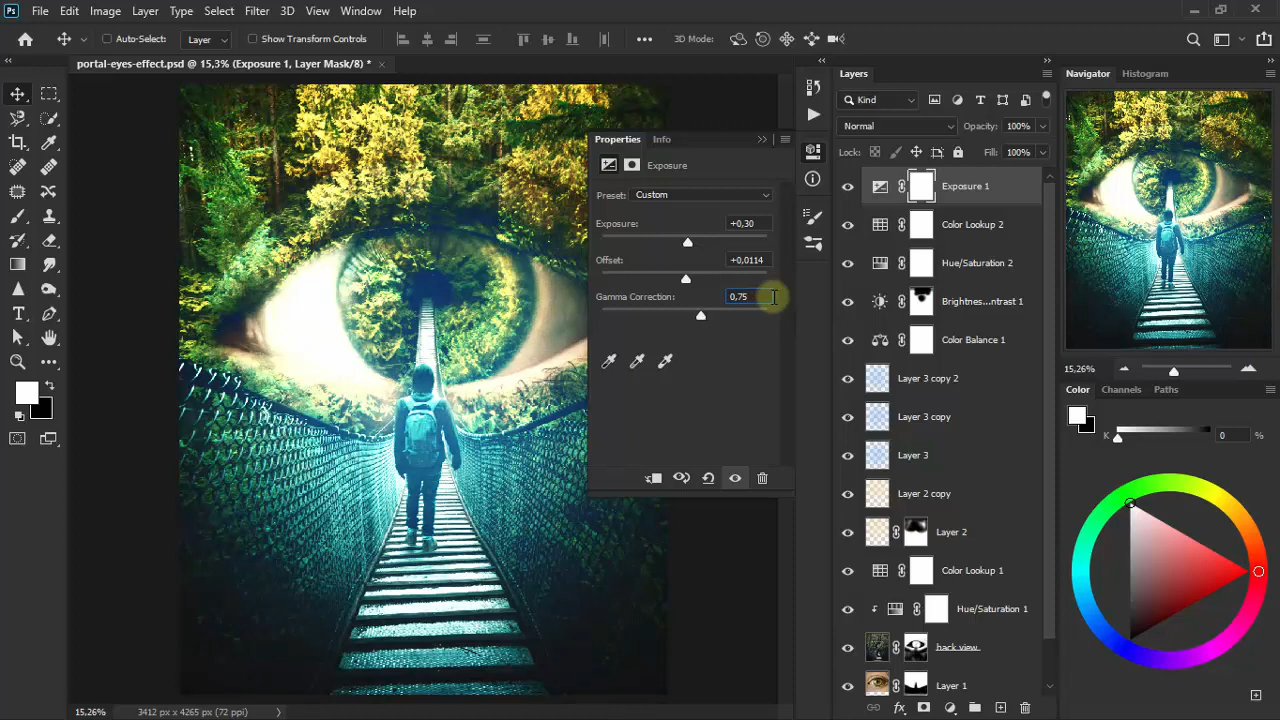 Ps File Edit Image Layer Type Select Filter 3D View Window Help
Auto-Select: Layer Show Transform Controls 3D Mode:
portal-eyes-effect.psd @ 15,3% (Exposure 1, Layer Mask/8) *
Properties Info
Exposure
Preset: Custom
Exposure: +0,30
Offset: +0,0114
Gamma Correction: 0,75
Layers
Kind
Normal Opacity: 100%
Lock: Fill: 100%
Exposure 1
Color Lookup 2
Hue/Saturation 2
Brightnes...ntrast 1
Color Balance 1
Layer 3 copy 2
Layer 3 copy
Layer 3
Layer 2 copy
Layer 2
Color Lookup 1
Hue/Saturation 1
back view
Layer 1
fx
Navigator Histogram
15,26%
Color Channels Paths
K 0 %
15,26% 3412 px x 4265 px (72 ppi)